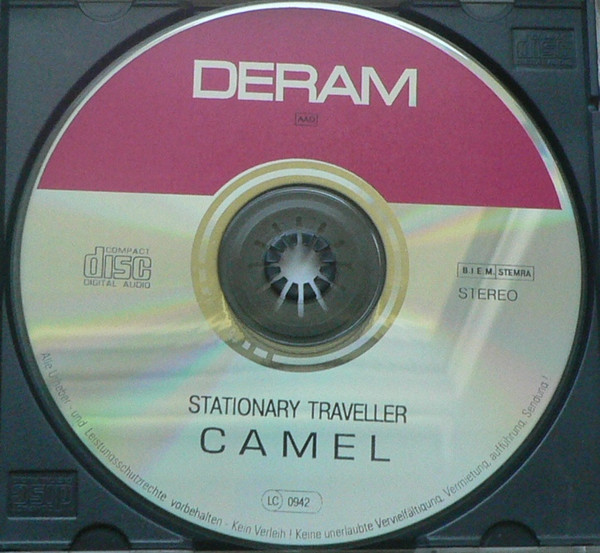 DERAM
AAD
COMPACT
disc
DIGITAL AUDIO
B.I.E.M. STEMRA
STEREO
STATIONARY TRAVELLER
CAMEL
LC 0942
Alle Urheber- und Leistungsschutzrechte vorbehalten - Kein Verleih ! Keine unerlaubte Vervielfältigung, Vermietung, aufführung, Sendung !